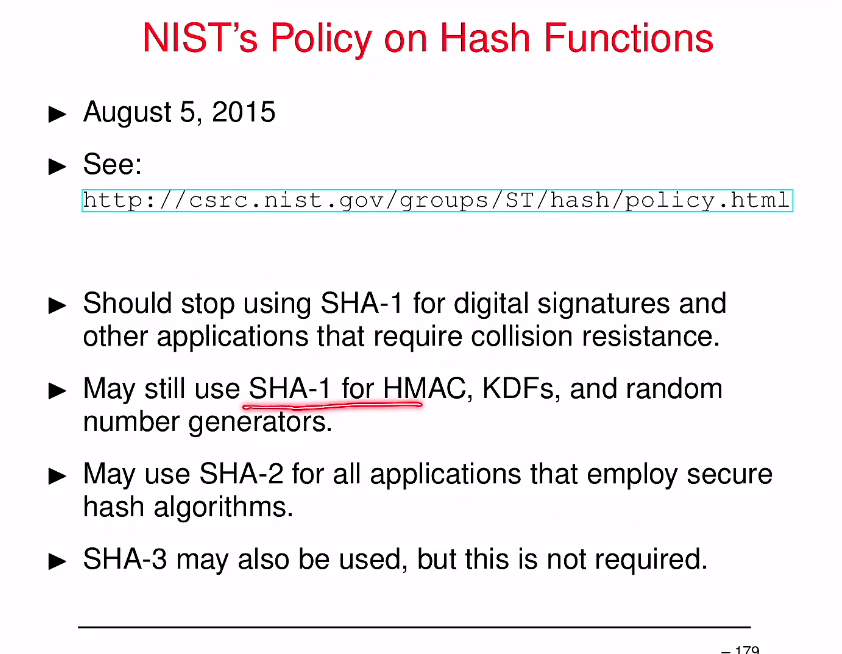 NIST's Policy on Hash Functions
► August 5, 2015
► See:
http://csrc.nist.gov/groups/ST/hash/policy.html
► Should stop using SHA-1 for digital signatures and
other applications that require collision resistance.
► May still use SHA-1 for HMAC, KDFs, and random
number generators.
► May use SHA-2 for all applications that employ secure
hash algorithms.
► SHA-3 may also be used, but this is not required.
– 179